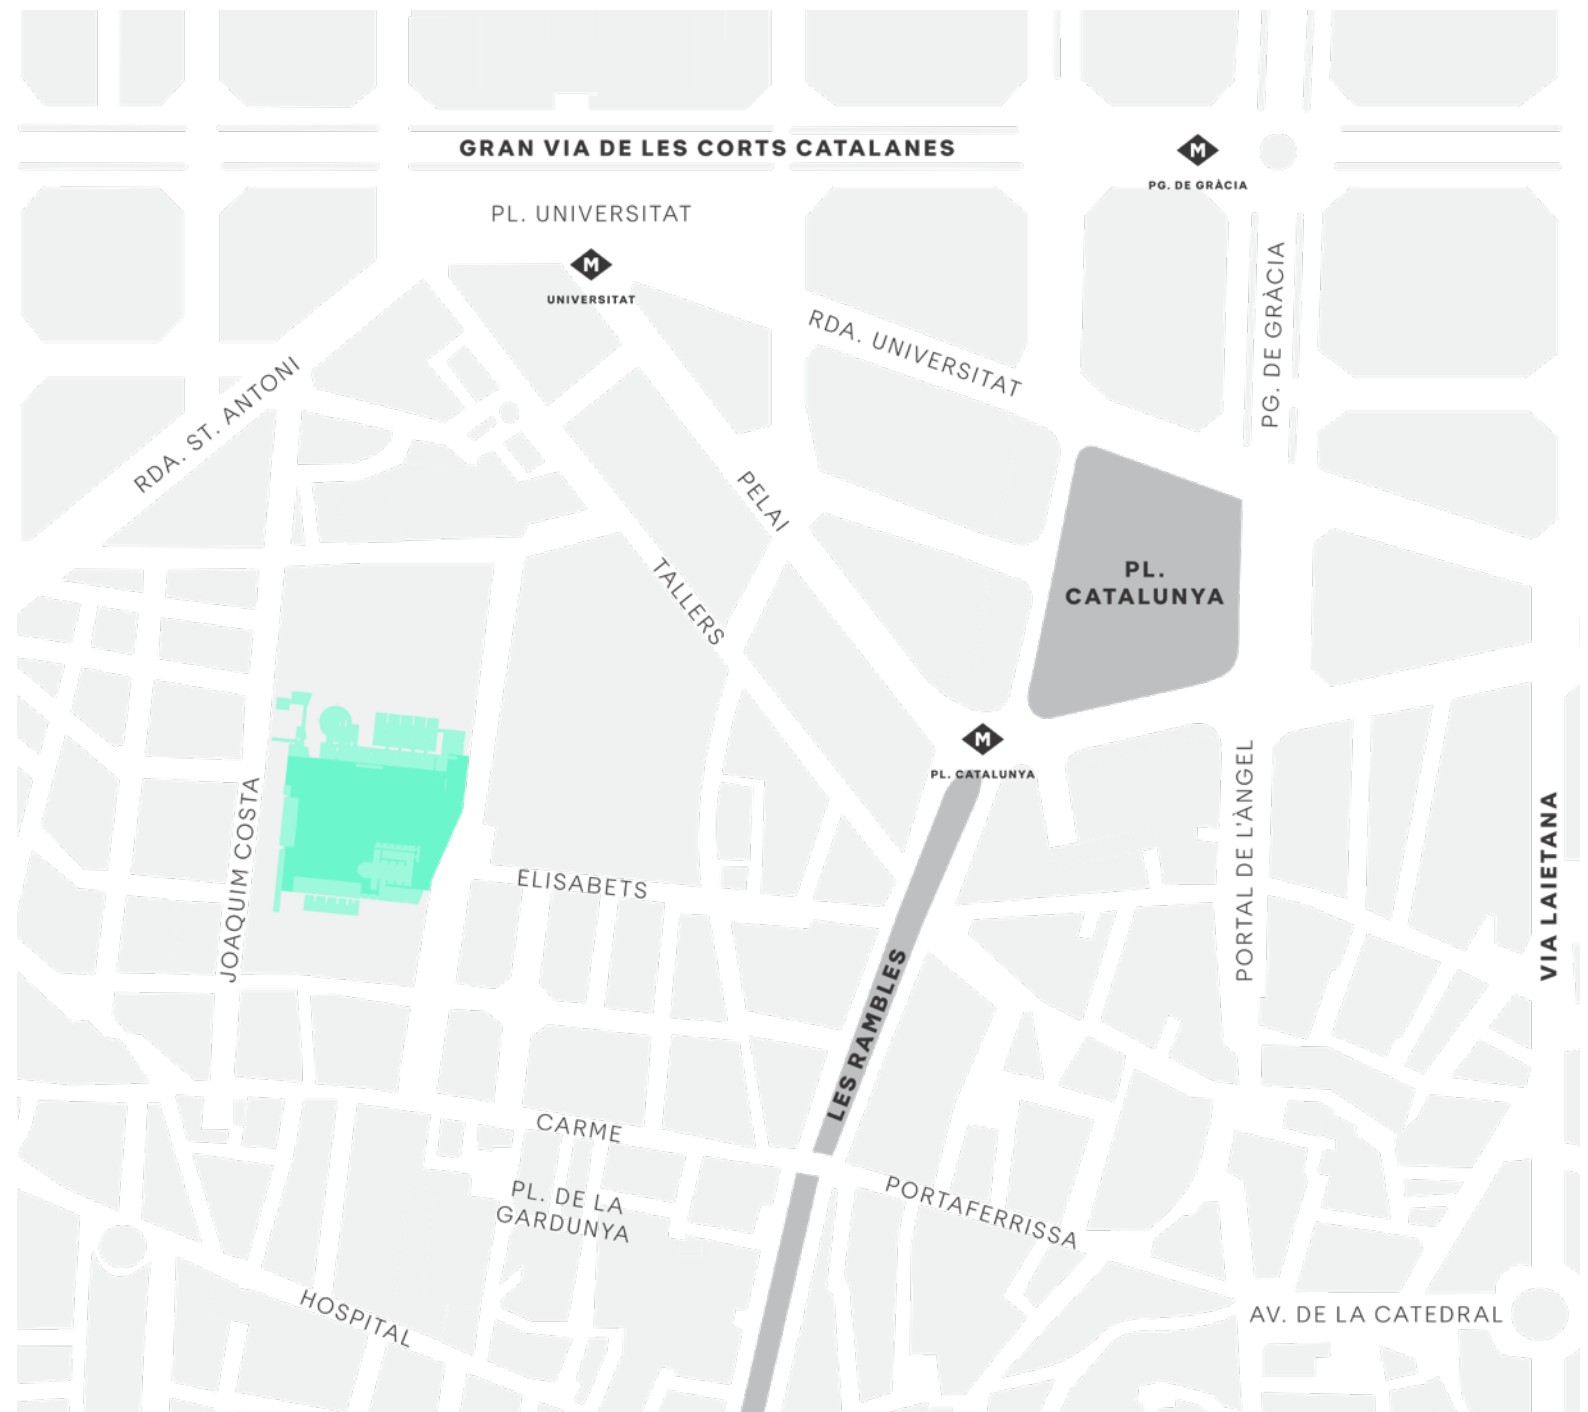 GRAN VIA DE LES CORTS CATALANES
M
PG. DE GRÀCIA
PL. UNIVERSITAT
M
UNIVERSITAT
RDA. UNIVERSITAT
PG. DE GRÀCIA
RDA. ST. ANTONI
PELAI
TALLERS
PL.
CATALUNYA
M
PL. CATALUNYA
JOAQUIM COSTA
ELISABETS
PORTAL DE L'ÀNGEL
VIA LAIETANA
LES RAMBLES
CARME
PL. DE LA
GARDUNYA
PORTAFERRISSA
HOSPITAL
AV. DE LA CATEDRAL